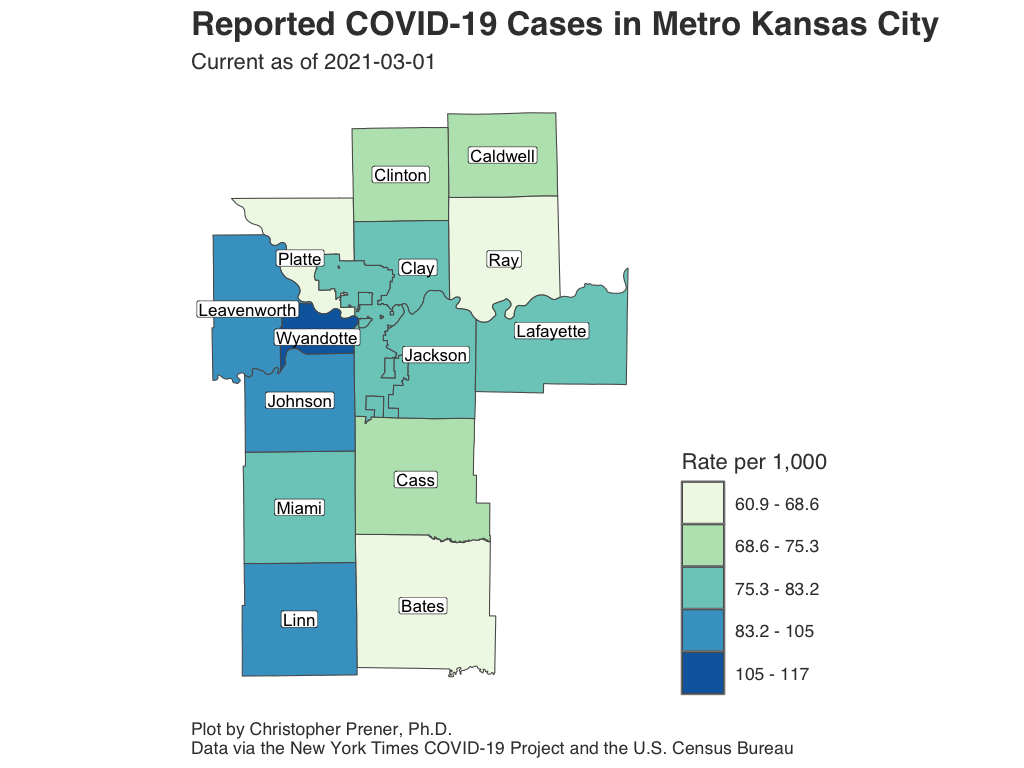 Reported COVID-19 Cases in Metro Kansas City
Current as of 2021-03-01
Caldwell
Clinton
Platte
Ray
Clay
Leavenworth
Lafayette
Wyandotte
Jackson
Johnson
Cass
Miami
Bates
Linn
Rate per 1,000
60.9 - 68.6
68.6 - 75.3
75.3 - 83.2
83.2 - 105
105 - 117
Plot by Christopher Prener, Ph.D.
Data via the New York Times COVID-19 Project and the U.S. Census Bureau